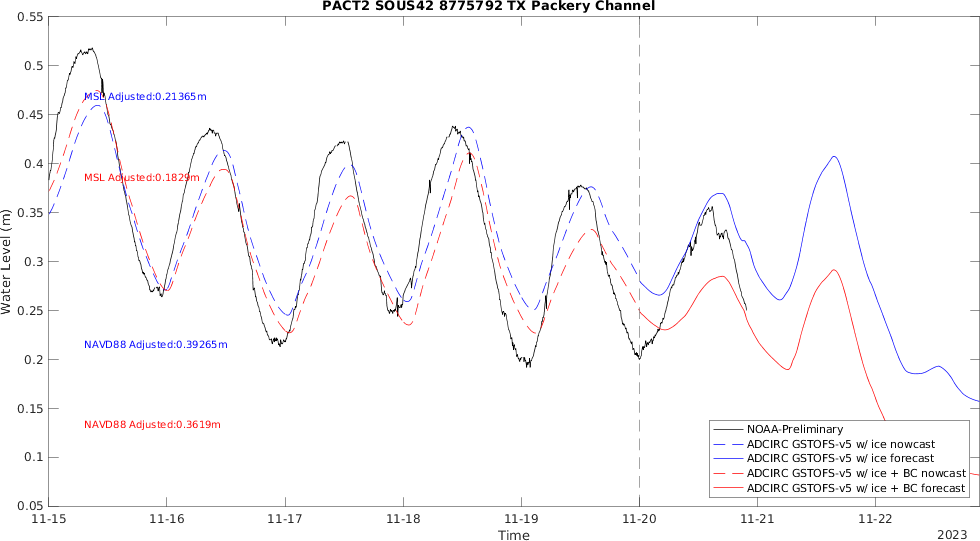 PACT2 SOUS42 8775792 TX Packery Channel
0.55
0.5
0.45
0.4
0.35
0.3
0.25
0.2
0.15
0.1
0.05
Water Level (m)
MSL Adjusted:0.21365m
MSL Adjusted:0.1829m
NAVD88 Adjusted:0.39265m
NAVD88 Adjusted:0.3619m
NOAA-Preliminary
ADCIRC GSTOFS-v5 w/ ice nowcast
ADCIRC GSTOFS-v5 w/ ice forecast
ADCIRC GSTOFS-v5 w/ ice + BC nowcast
ADCIRC GSTOFS-v5 w/ ice + BC forecast
11-15 11-16 11-17 11-18 11-19 11-20 11-21 11-22
Time
2023